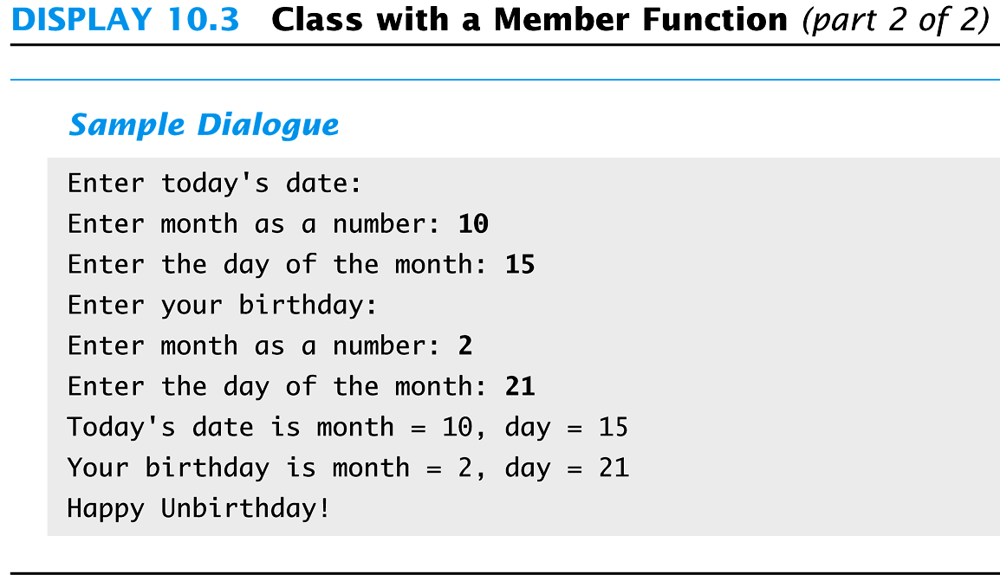 DISPLAY 10.3 Class with a Member Function (part 2 of 2)
Sample Dialogue
Enter today's date:
Enter month as a number: 10
Enter the day of the month: 15
Enter your birthday:
Enter month as a number: 2
Enter the day of the month: 21
Today's date is month = 10, day = 15
Your birthday is month = 2, day = 21
Happy Unbirthday!